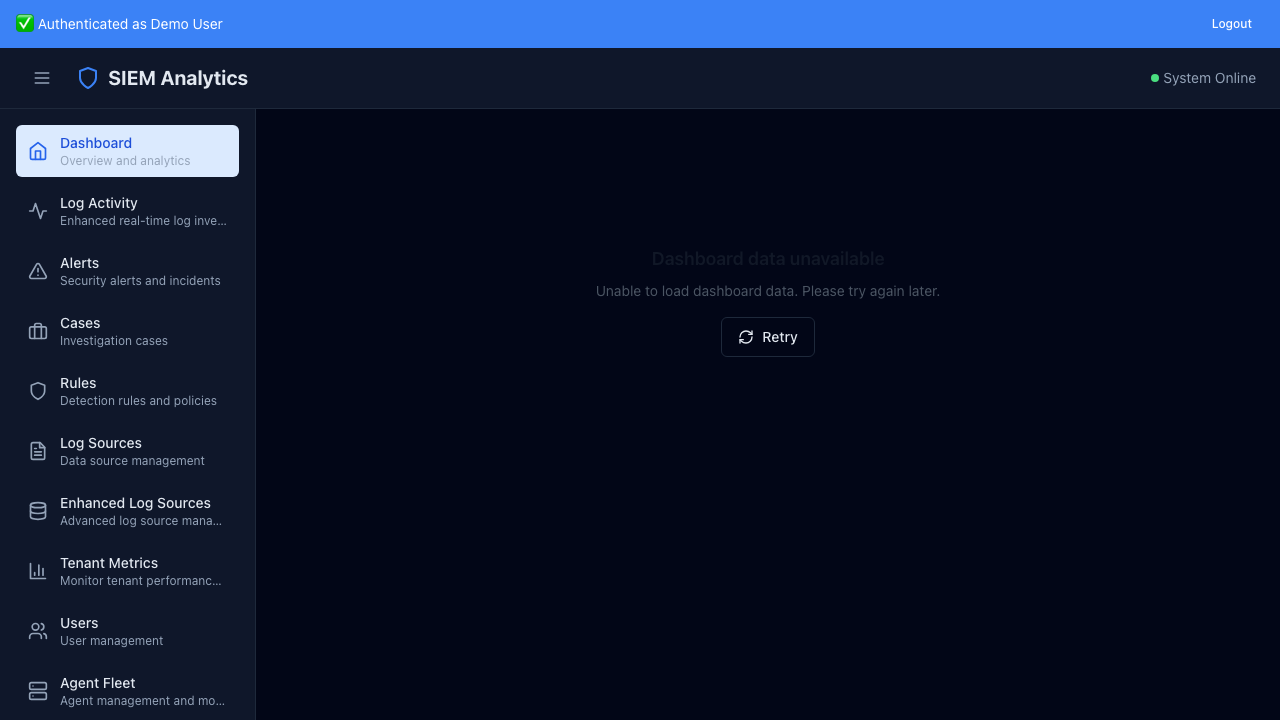 ✅ Authenticated as Demo User
Logout
SIEM Analytics
System Online
Dashboard
Overview and analytics
Log Activity
Enhanced real-time log inve...
Alerts
Security alerts and incidents
Cases
Investigation cases
Rules
Detection rules and policies
Log Sources
Data source management
Enhanced Log Sources
Advanced log source mana...
Tenant Metrics
Monitor tenant performanc...
Users
User management
Agent Fleet
Agent management and mo...
Dashboard data unavailable
Unable to load dashboard data. Please try again later.
Retry